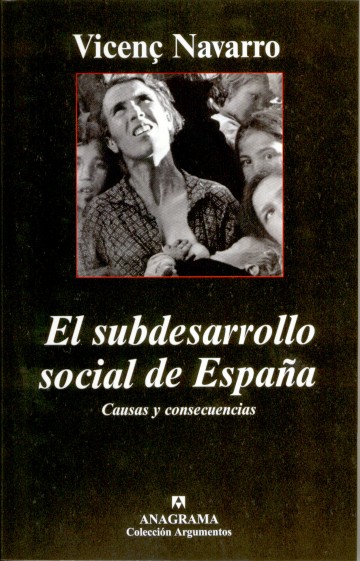 Vicenç Navarro
El subdesarrollo
social de España
Causas y consecuencias
ANAGRAMA
Colección Argumentos